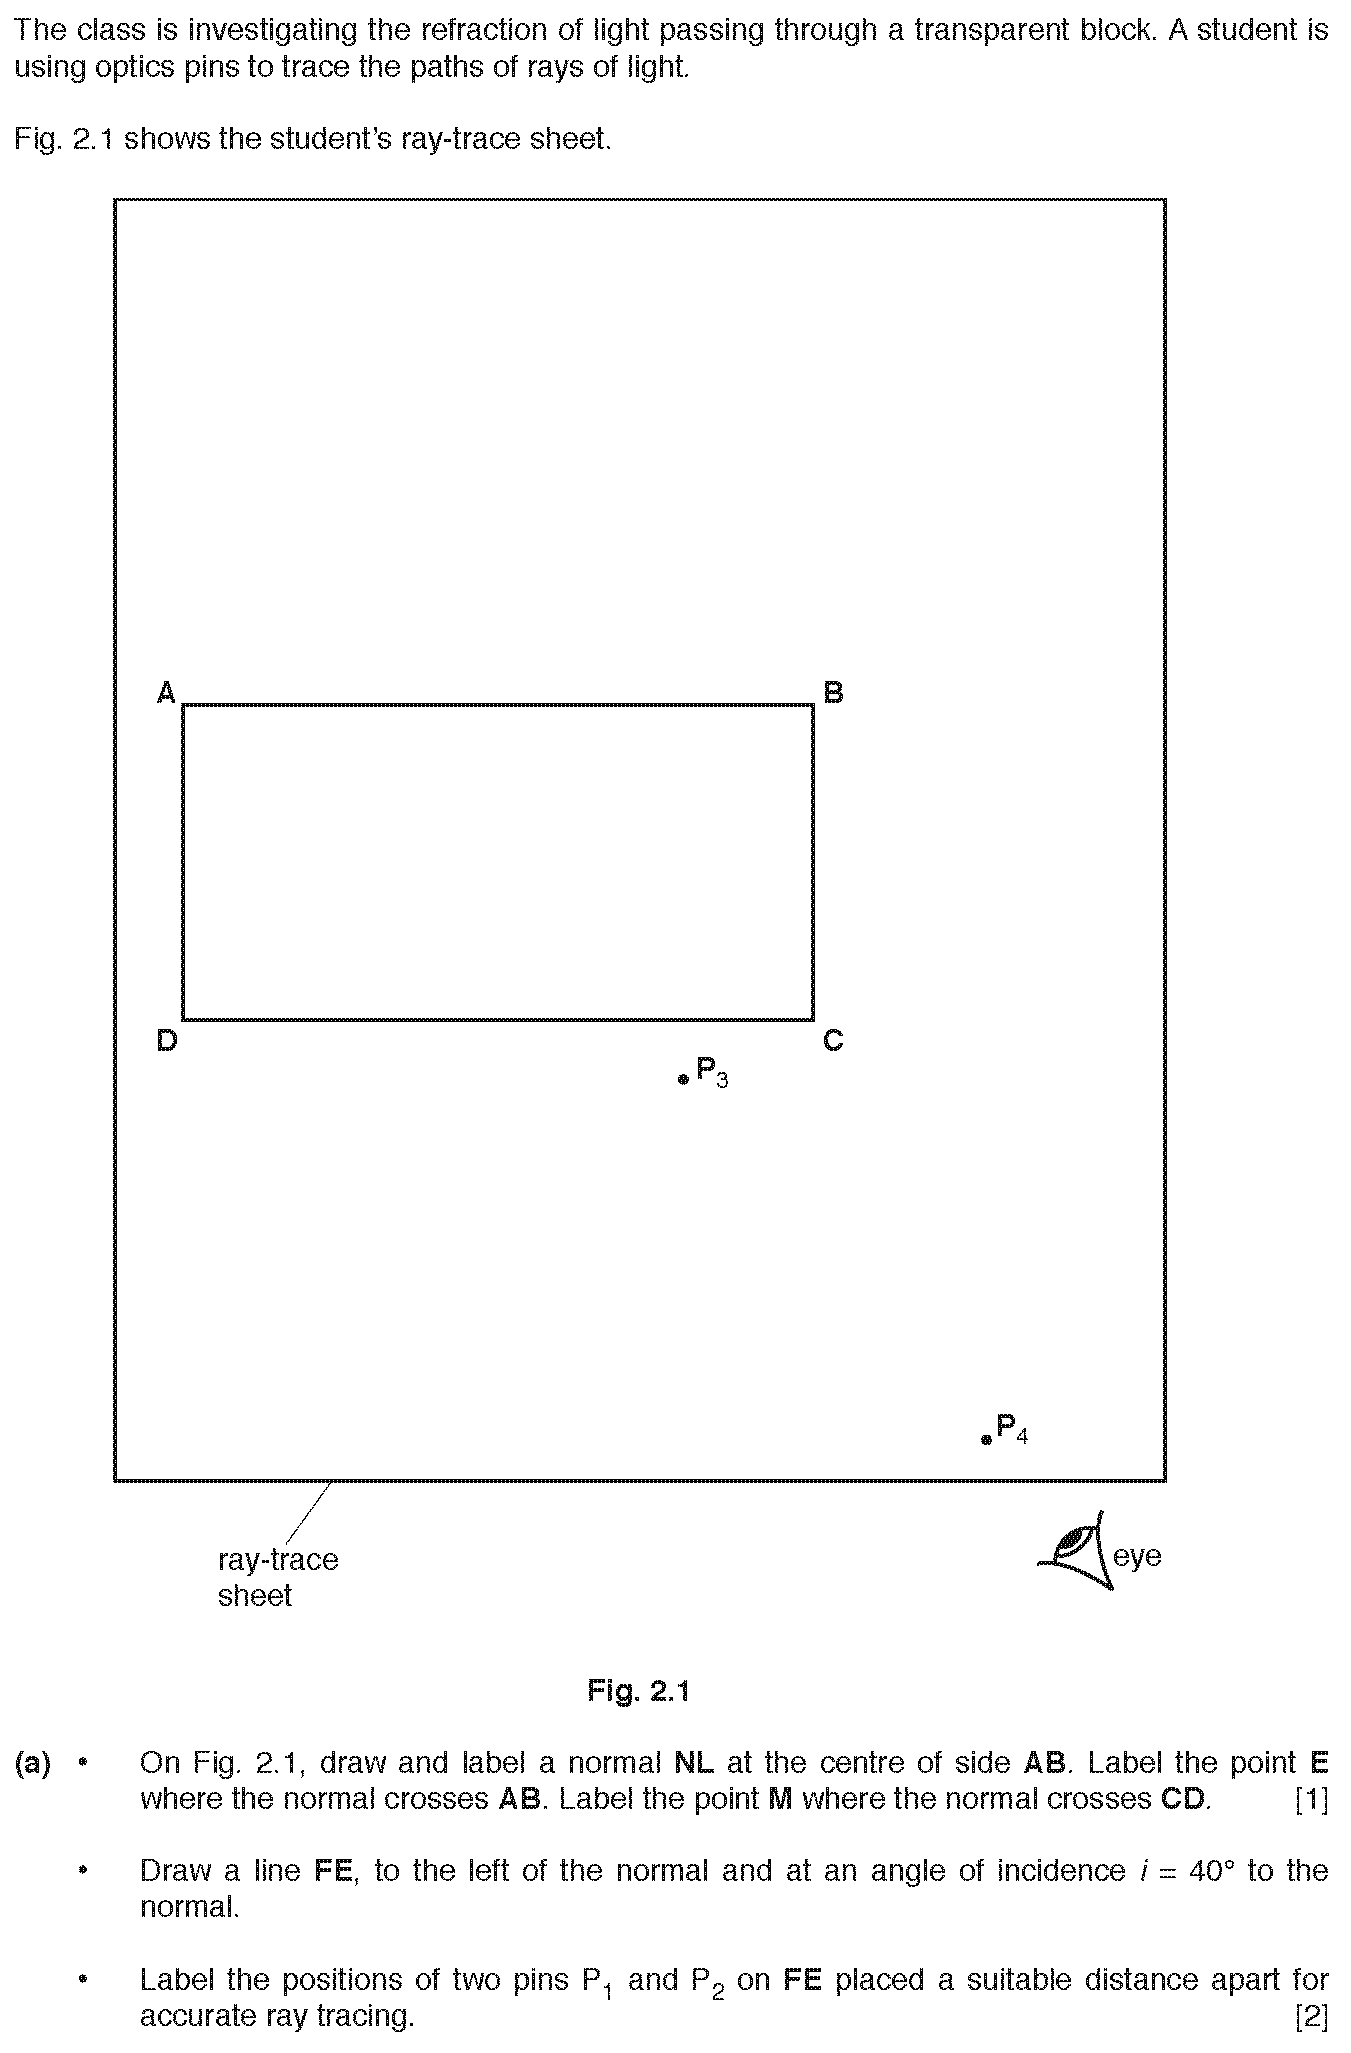 The class is investigating the refraction of light passing through a transparent block. A student is
using optics pins to trace the paths of rays of light.
Fig. 2.1 shows the student's ray-trace sheet.
A
B
D
C
P3
P4
eye
ray-trace
sheet
Fig. 2.1
(a) • On Fig. 2.1, draw and label a normal NL at the centre of side AB. Label the point E
where the normal crosses AB. Label the point M where the normal crosses CD. [1]
• Draw a line FE, to the left of the normal and at an angle of incidence i = 40° to the
normal.
• Label the positions of two pins P1 and P2 on FE placed a suitable distance apart for
accurate ray tracing. [2]